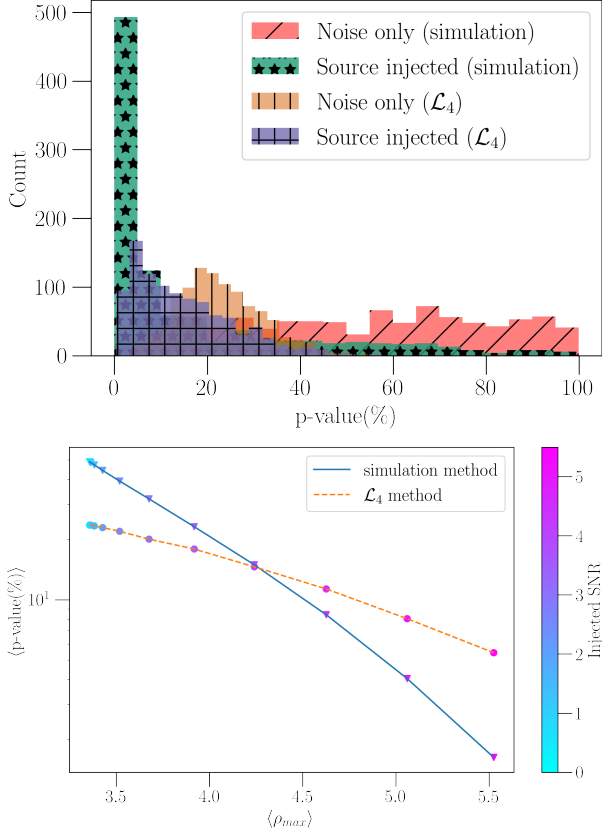 500
400
300
200
100
0
Count
Noise only (simulation)
Source injected (simulation)
Noise only (𝓛₄)
Source injected (𝓛₄)
0 20 40 60 80 100
p-value(%)
simulation method
𝓛₄ method
10¹
⟨p-value(%)⟩
3.5 4.0 4.5 5.0 5.5
⟨ρₘₐₓ⟩
5
4
3
2
1
0
Injected SNR